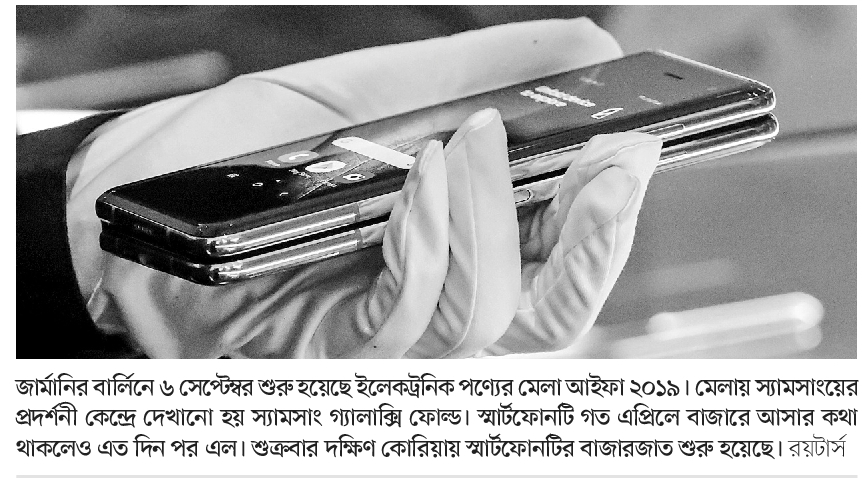 জার্মানির বার্লিনে ৬ সেপ্টেম্বর শুরু হয়েছে ইলেকট্রনিক পণ্যের মেলা আইফা ২০১৯। মেলায় স্যামসাংয়ের
প্রদর্শনী কেন্দ্রে দেখানো হয় স্যামসাং গ্যালাক্সি ফোল্ড। স্মার্টফোনটি গত এপ্রিলে বাজারে আসার কথা
থাকলেও এত দিন পর এল। শুক্রবার দক্ষিণ কোরিয়ায় স্মার্টফোনটির বাজারজাত শুরু হয়েছে। রয়টার্স